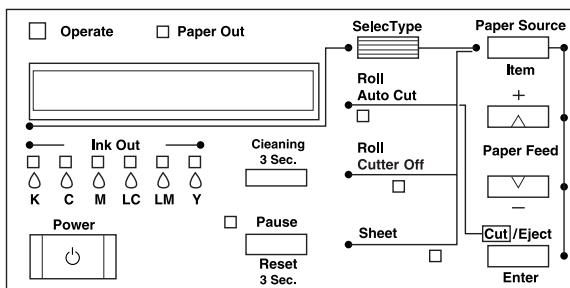 Operate
Paper Out
SelecType
Paper Source
Item
Roll
Auto Cut
+
Ink Out
Cleaning
3 Sec.
Roll
Cutter Off
Paper Feed
K C M LC LM Y
–
Power
Pause
Sheet
Cut/Eject
Reset
3 Sec.
Enter